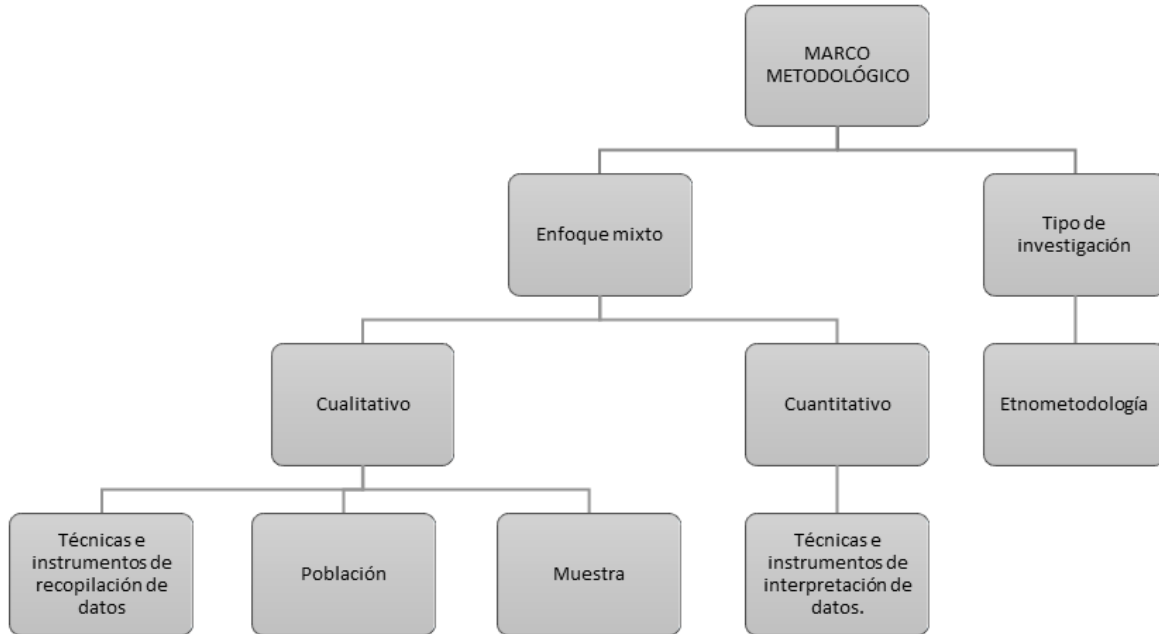 MARCO
METODOLÓGICO
Enfoque mixto
Tipo de
investigación
Cualitativo
Cuantitativo
Etnometodología
Técnicas e
instrumentos de
recopilación de
datos
Población
Muestra
Técnicas e
instrumentos de
interpretación de
datos.